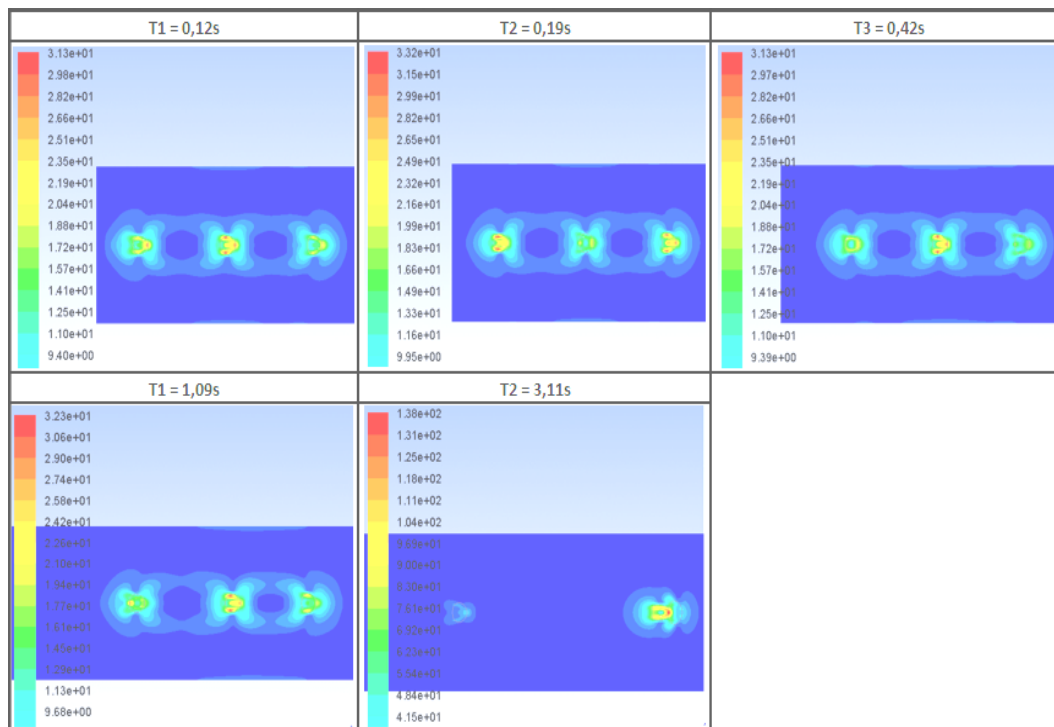 T1 = 0,12s
3.13e+01
2.98e+01
2.82e+01
2.66e+01
2.51e+01
2.35e+01
2.19e+01
2.04e+01
1.88e+01
1.72e+01
1.57e+01
1.41e+01
1.25e+01
1.10e+01
9.40e+00
T2 = 0,19s
3.32e+01
3.15e+01
2.99e+01
2.82e+01
2.65e+01
2.49e+01
2.32e+01
2.16e+01
1.99e+01
1.83e+01
1.66e+01
1.49e+01
1.33e+01
1.16e+01
9.95e+00
T3 = 0,42s
3.13e+01
2.97e+01
2.82e+01
2.66e+01
2.50e+01
2.35e+01
2.19e+01
2.04e+01
1.88e+01
1.72e+01
1.57e+01
1.41e+01
1.25e+01
1.10e+01
9.39e+00
T1 = 1,09s
3.23e+01
3.06e+01
2.90e+01
2.74e+01
2.58e+01
2.42e+01
2.26e+01
2.10e+01
1.94e+01
1.77e+01
1.61e+01
1.45e+01
1.29e+01
1.13e+01
9.68e+00
T2 = 3,11s
1.38e+02
1.31e+02
1.25e+02
1.18e+02
1.11e+02
1.04e+02
9.69e+01
9.00e+01
8.30e+01
7.61e+01
6.92e+01
6.23e+01
5.54e+01
4.84e+01
4.15e+01